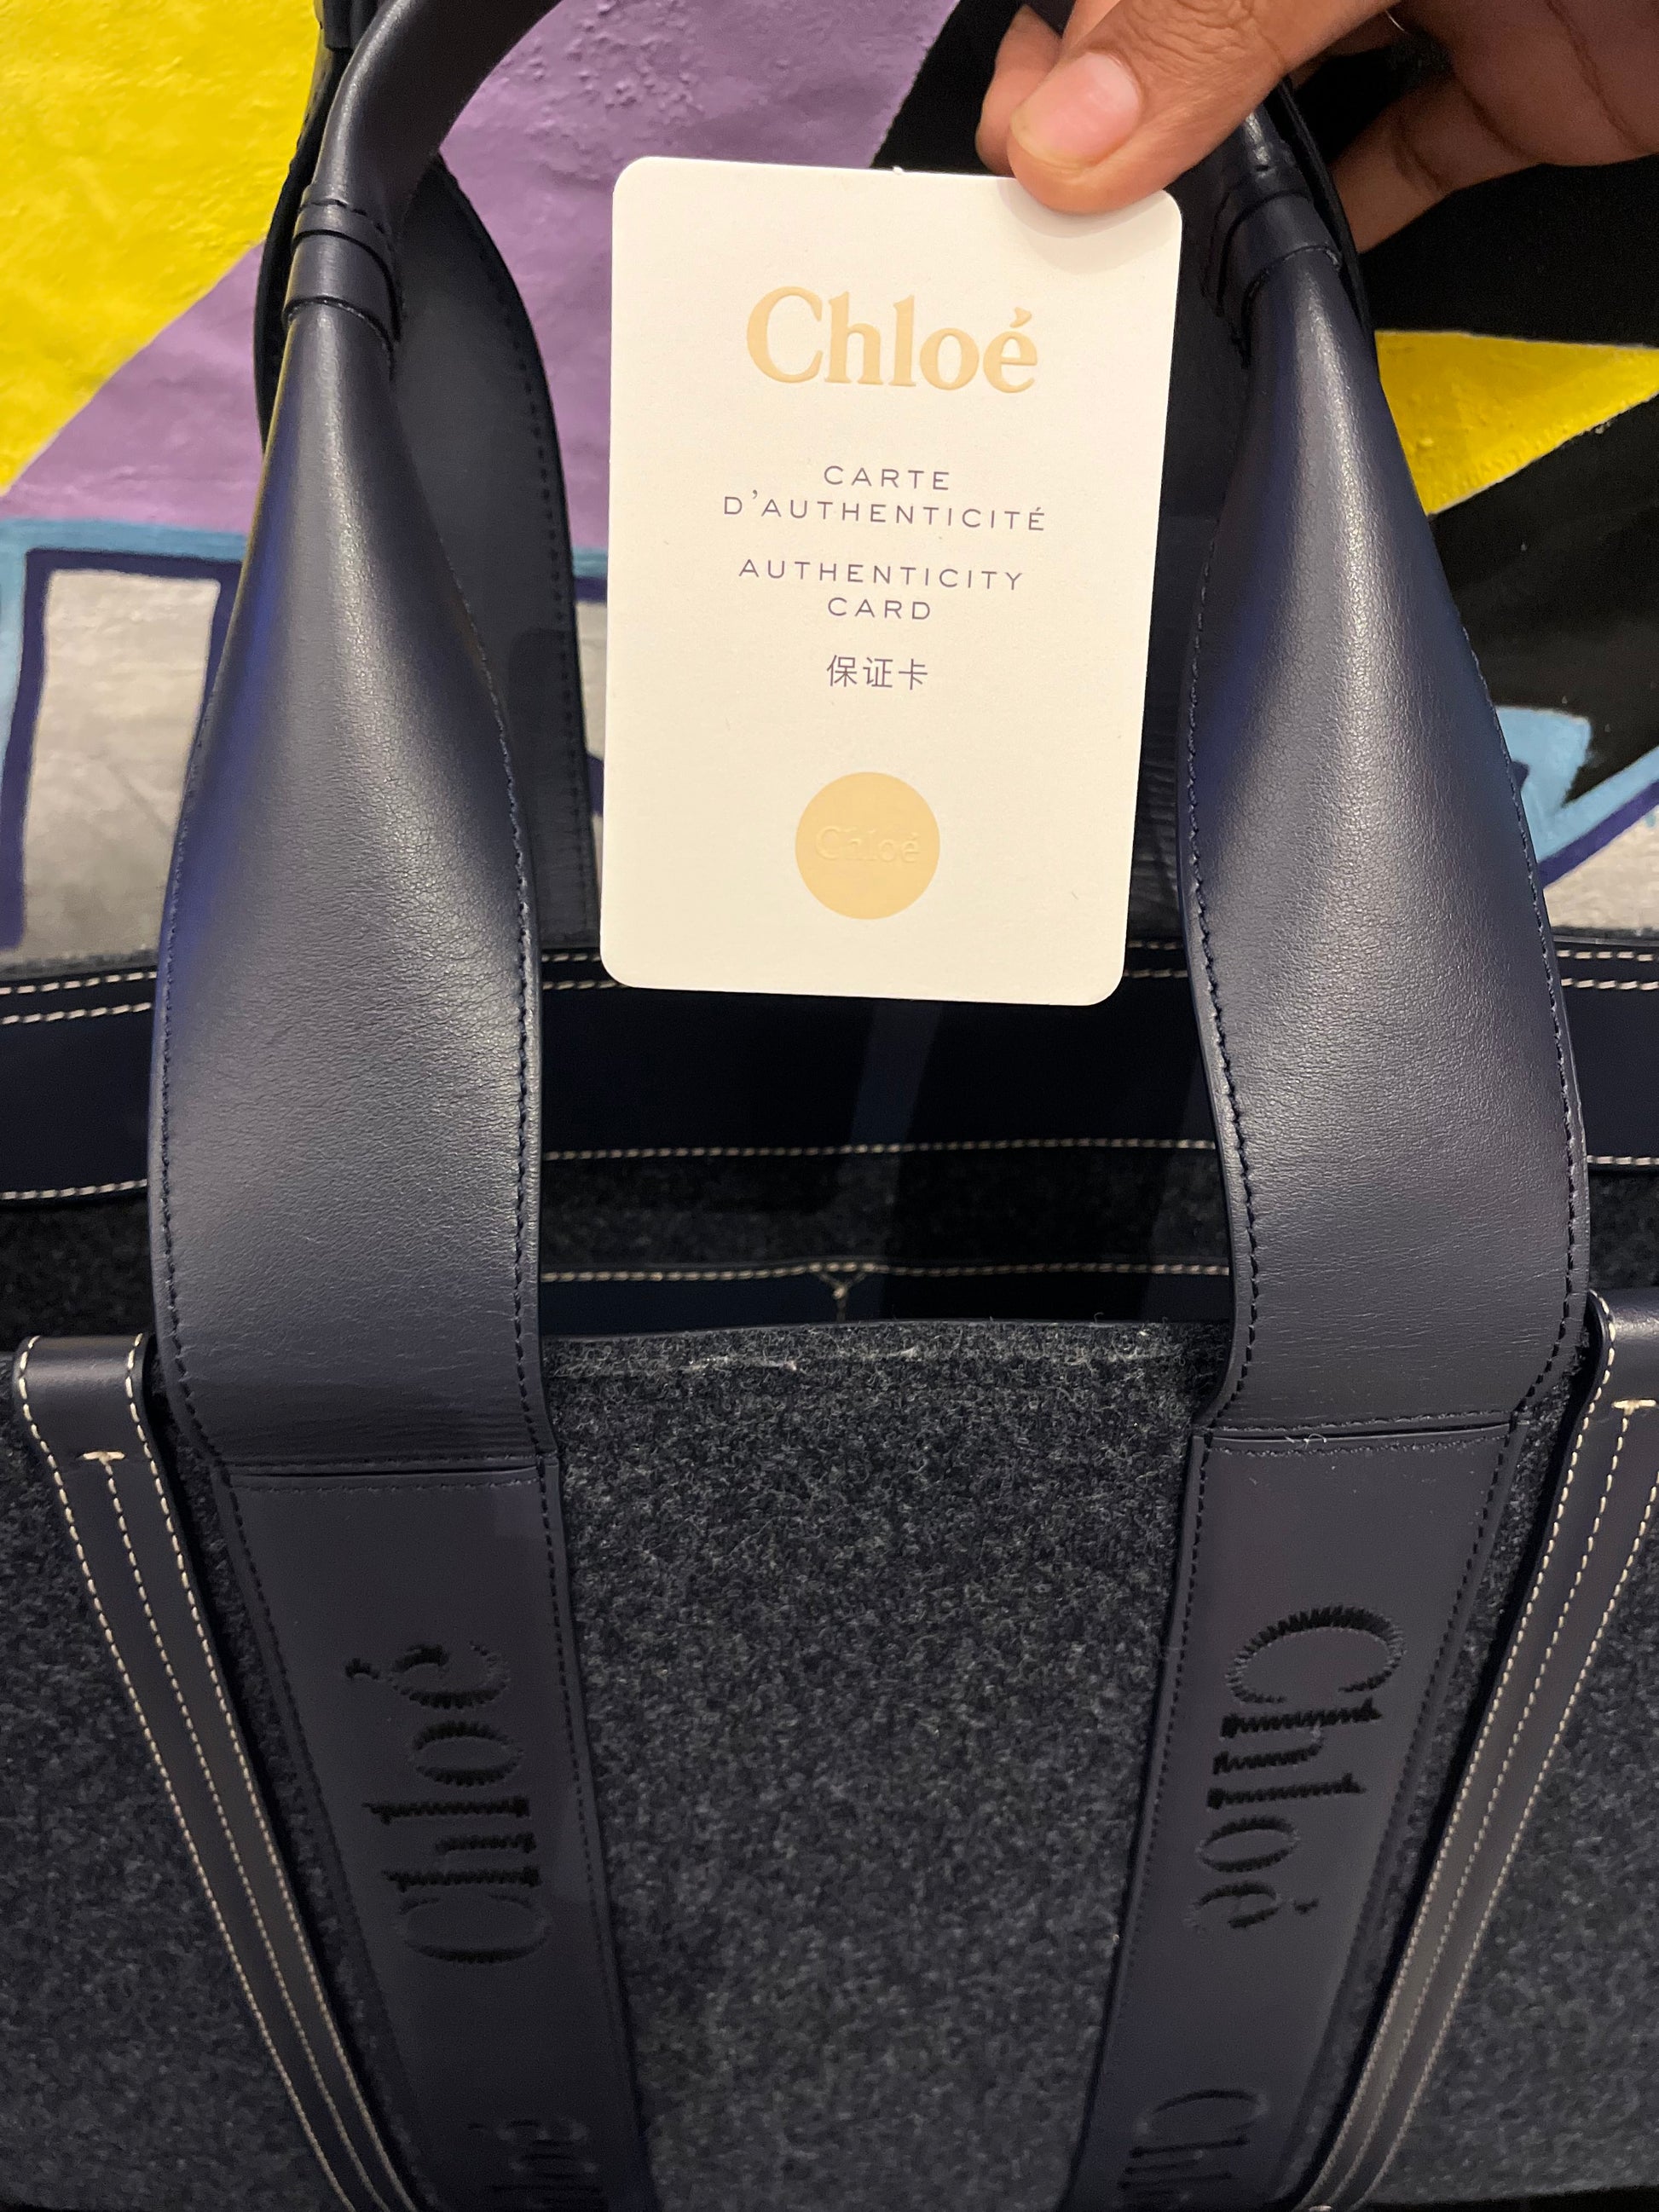 Chloé
CARTE
D'AUTHENTICITÉ
AUTHENTICITY
CARD
保证卡
Chloé
Chloé
Chloé